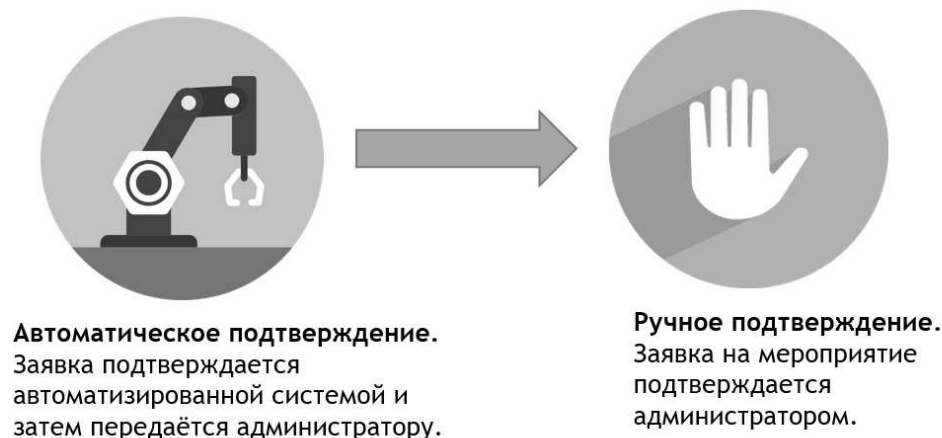 Автоматическое подтверждение.
Заявка подтверждается
автоматизированной системой и
затем передаётся администратору.
Ручное подтверждение.
Заявка на мероприятие
подтверждается
администратором.